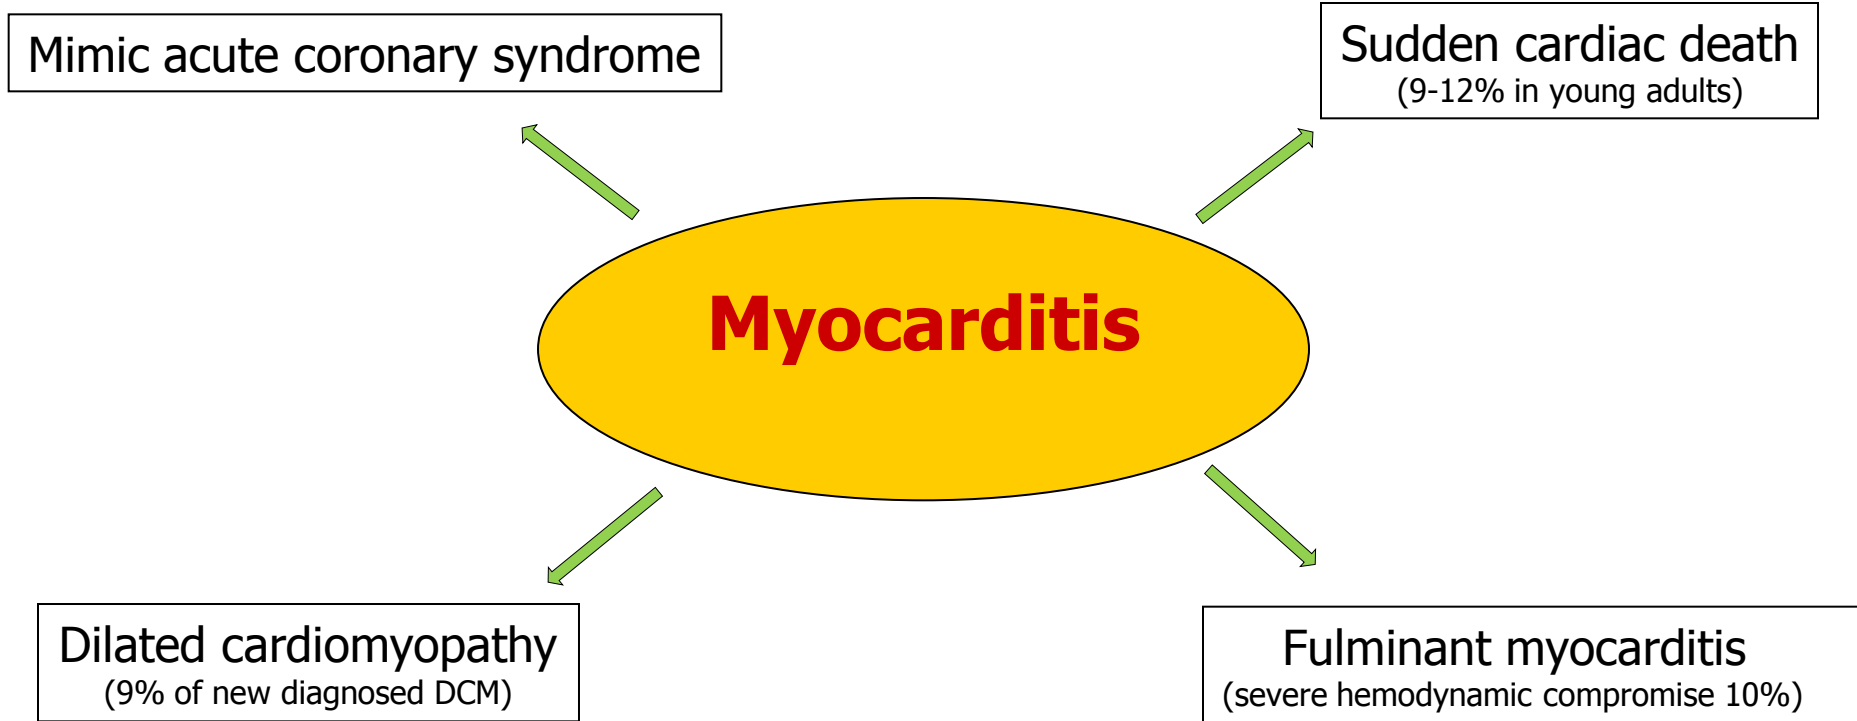 Mimic acute coronary syndrome
Sudden cardiac death
(9-12% in young adults)
Myocarditis
Dilated cardiomyopathy
(9% of new diagnosed DCM)
Fulminant myocarditis
(severe hemodynamic compromise 10%)